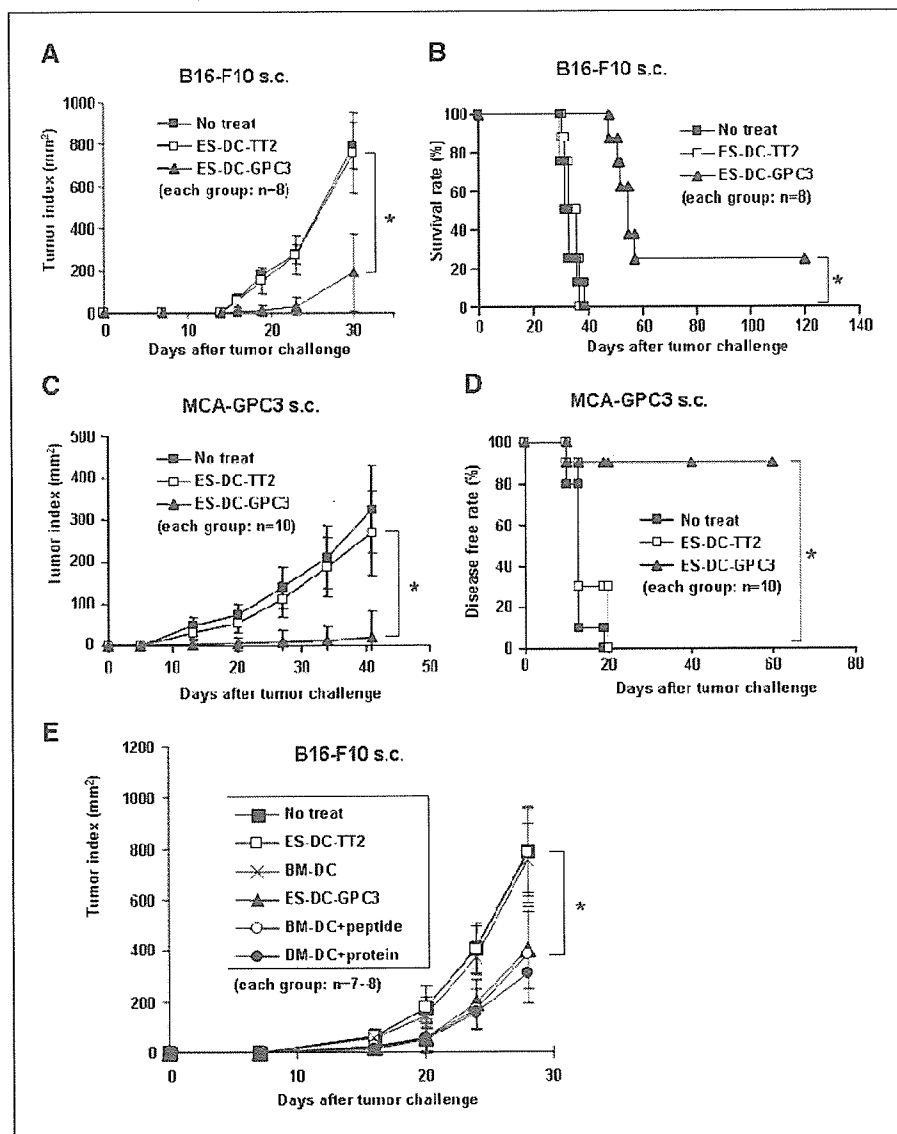 A
B16-F10 s.c.
Tumor index (mm²)
1000
800
600
400
200
0
No treat
ES-DC-TT2
ES-DC-GPC3
(each group: n=8)
*
0
10
20
30
Days after tumor challenge
B
B16-F10 s.c.
Survival rate (%)
100
80
60
40
20
0
No treat
ES-DC-TT2
ES-DC-GPC3
(each group: n=8)
*
0
20
40
60
80
100
120
140
Days after tumor challenge
C
MCA-GPC3 s.c.
Tumor index (mm²)
500
400
300
200
100
0
No treat
ES-DC-TT2
ES-DC-GPC3
(each group: n=10)
*
0
10
20
30
40
50
Days after tumor challenge
D
MCA-GPC3 s.c.
Disease free rate (%)
100
80
60
40
20
0
No treat
ES-DC-TT2
ES-DC-GPC3
(each group: n=10)
*
0
20
40
60
80
Days after tumor challenge
E
B16-F10 s.c.
Tumor index (mm²)
1200
1000
800
600
400
200
0
No treat
ES-DC-TT2
BM-DC
ES-DC-GPC3
BM-DC+peptide
BM-DC+protein
(each group: n=7-8)
*
0
10
20
30
Days after tumor challenge